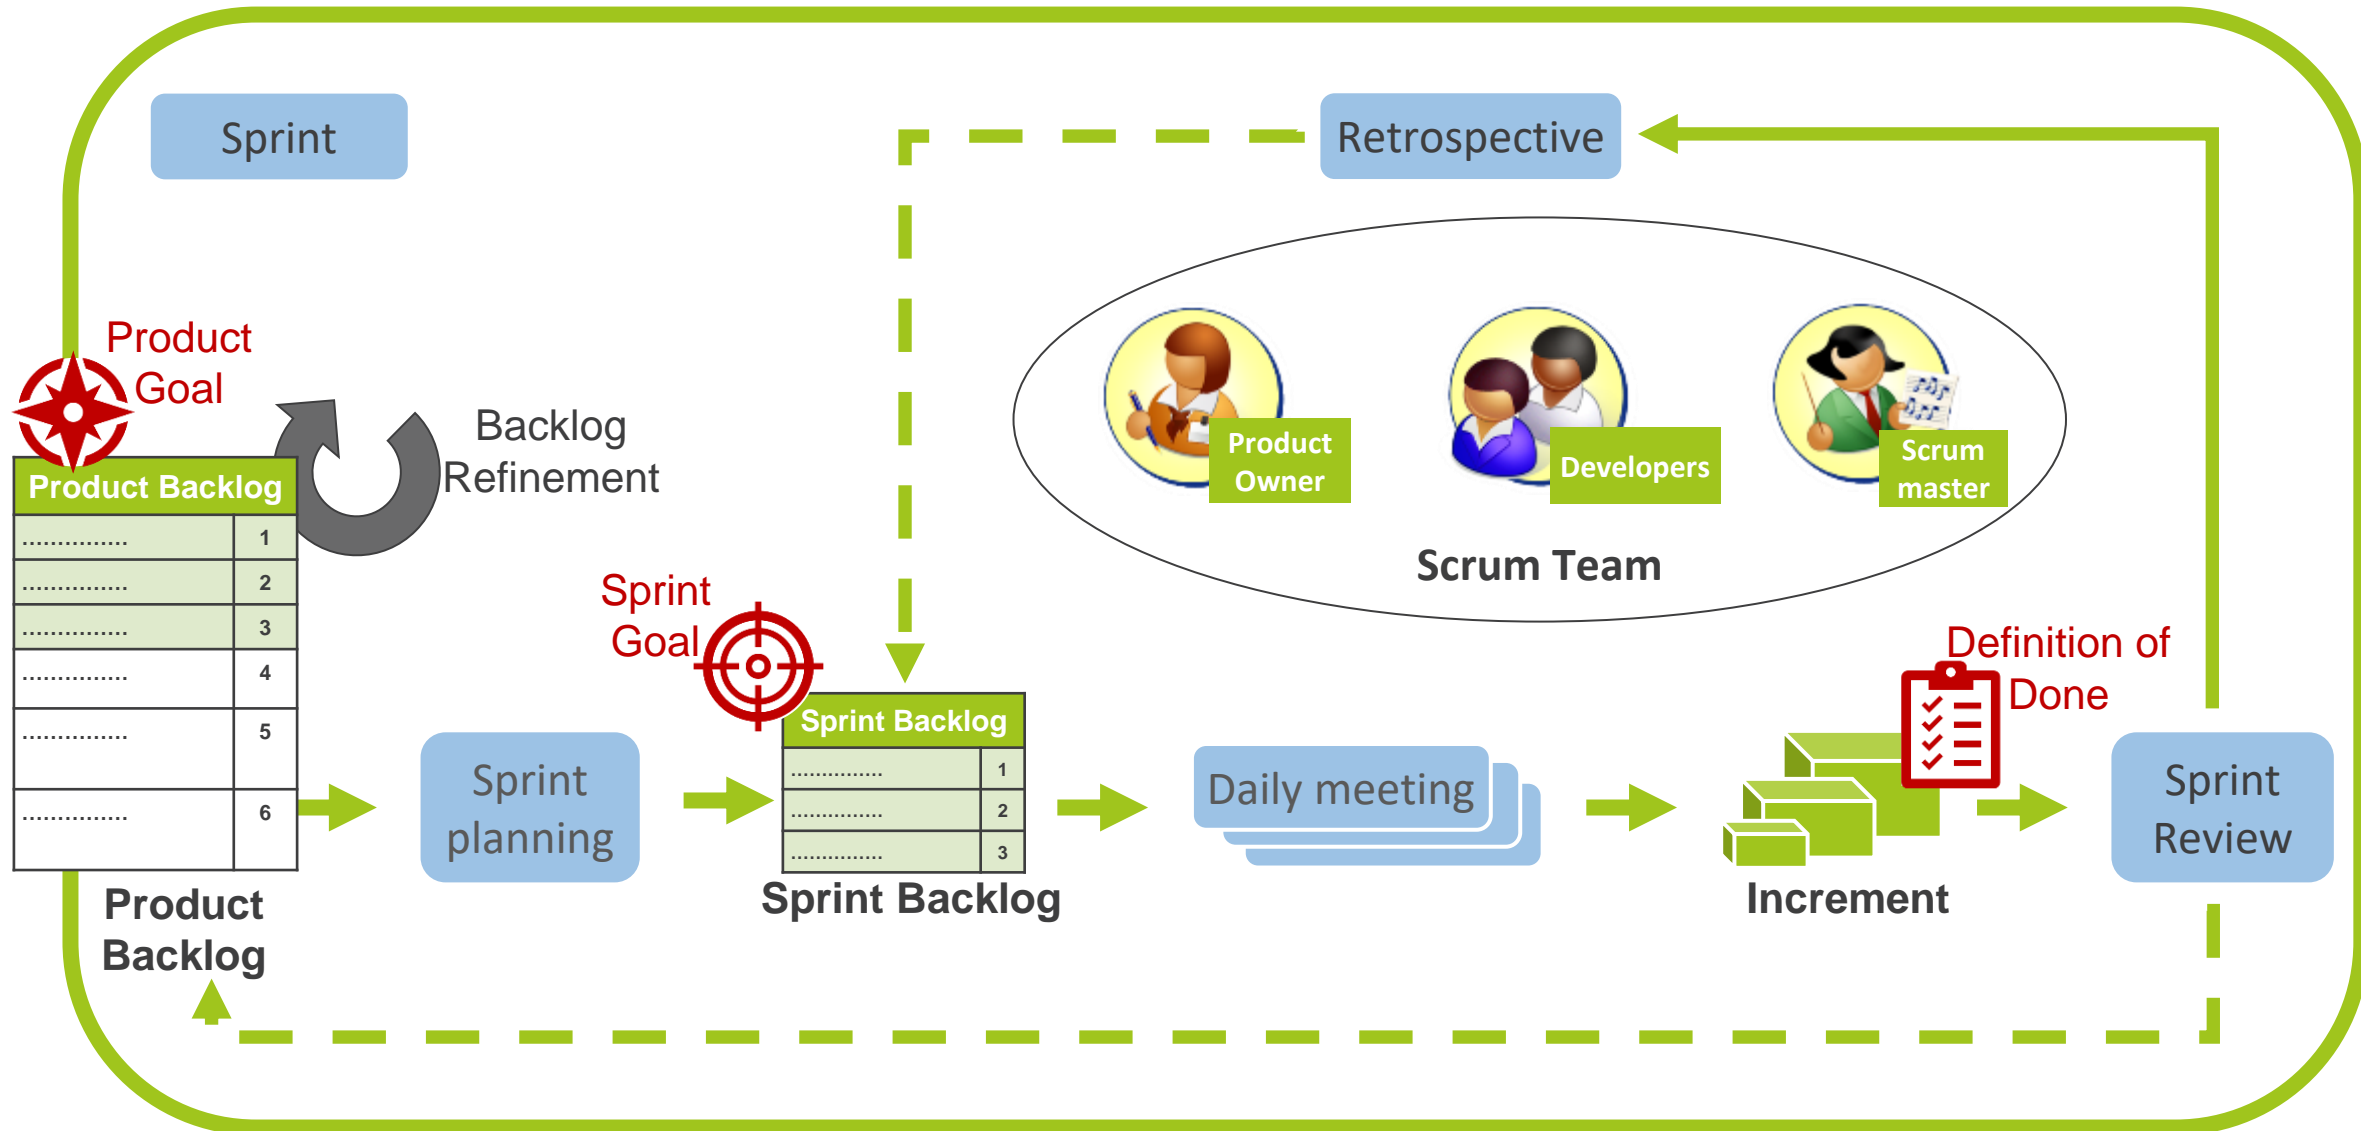 Sprint
Retrospective
Product
Goal
Backlog
Refinement
Product Backlog
............... 1
............... 2
............... 3
............... 4
............... 5
............... 6
Product
Backlog
Product
Owner
Developers
Scrum
master
Scrum Team
Sprint
Goal
Sprint
planning
Sprint Backlog
............... 1
............... 2
............... 3
Sprint Backlog
Daily meeting
Definition of
Done
Increment
Sprint
Review